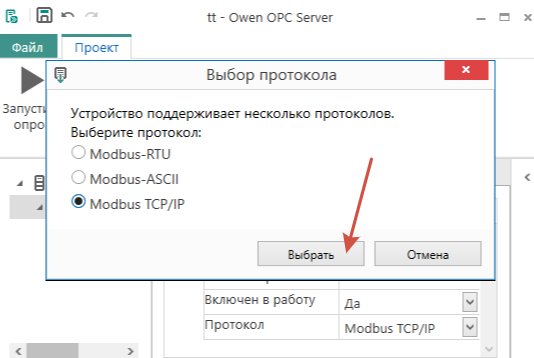 tt - Owen OPC Server
Файл
Проект
Выбор протокола
Запусти
опро
Устройство поддерживает несколько протоколов.
Выберите протокол:
Modbus-RTU
Modbus-ASCII
Modbus TCP/IP
Выбрать
Отмена
Включен в работу
Да
Протокол
Modbus TCP/IP